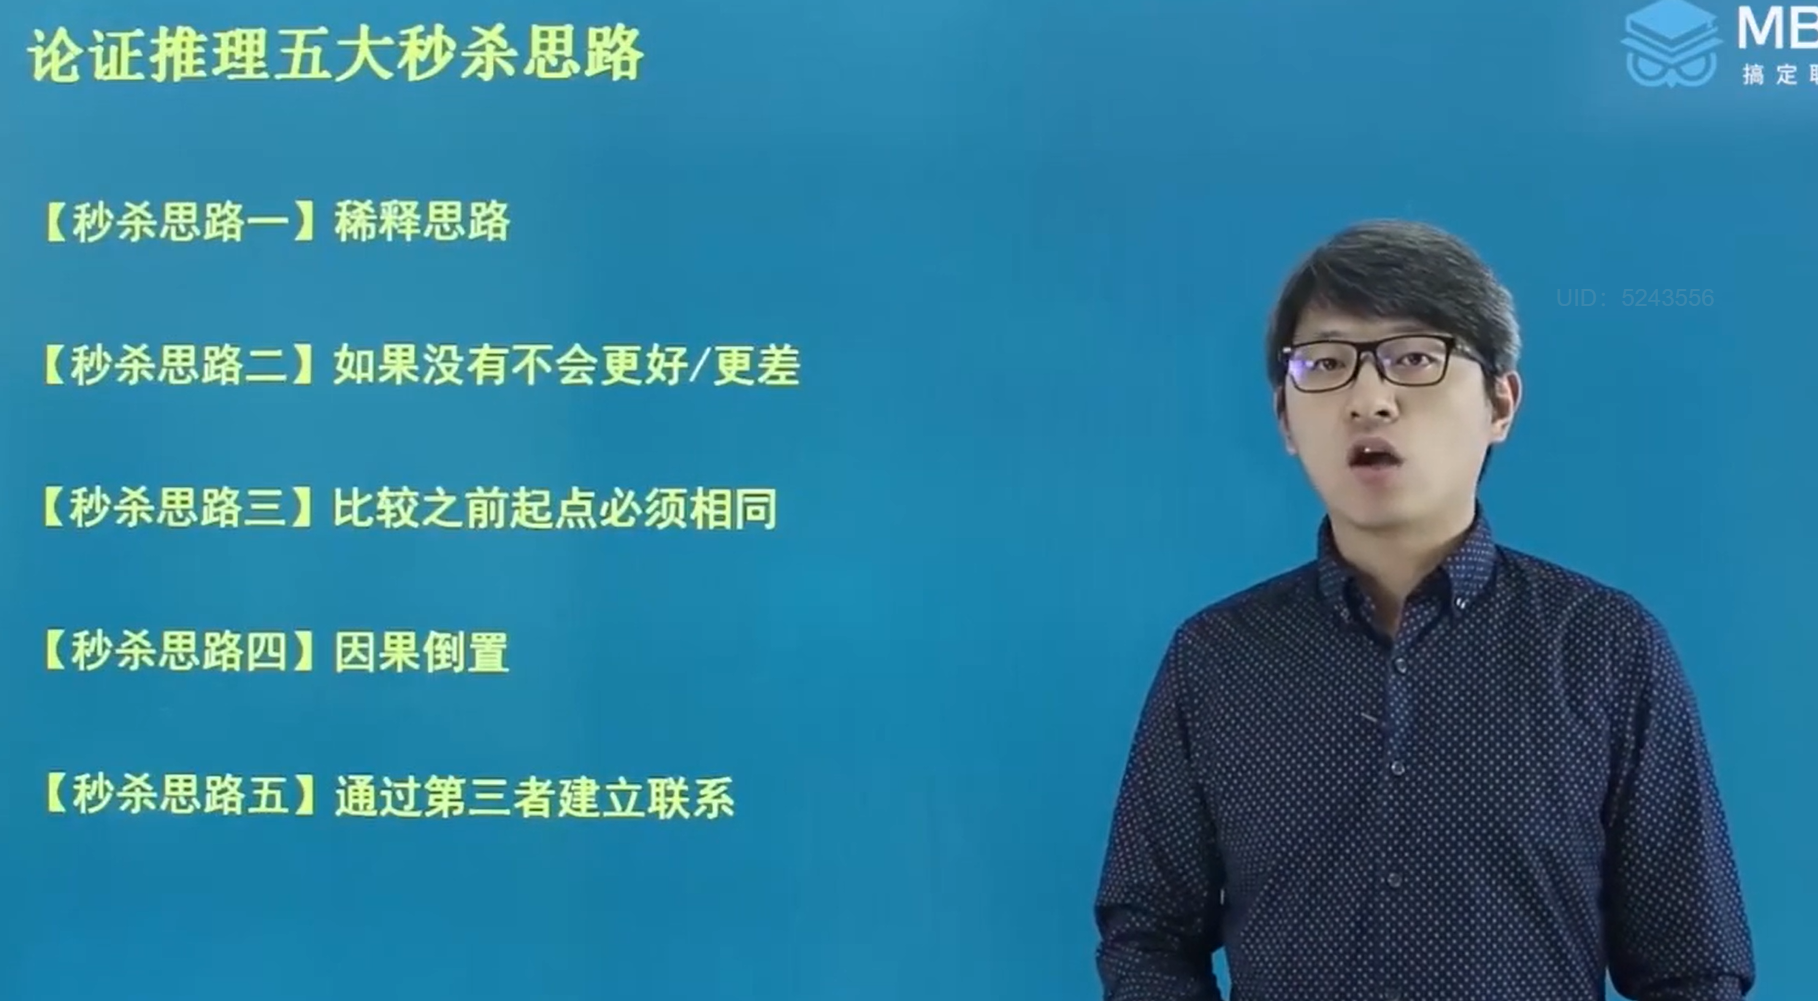 论证推理五大秒杀思路
MB
搞定
UID: 5243556
【秒杀思路一】稀释思路
【秒杀思路二】如果没有不会更好/更差
【秒杀思路三】比较之前起点必须相同
【秒杀思路四】因果倒置
【秒杀思路五】通过第三者建立联系